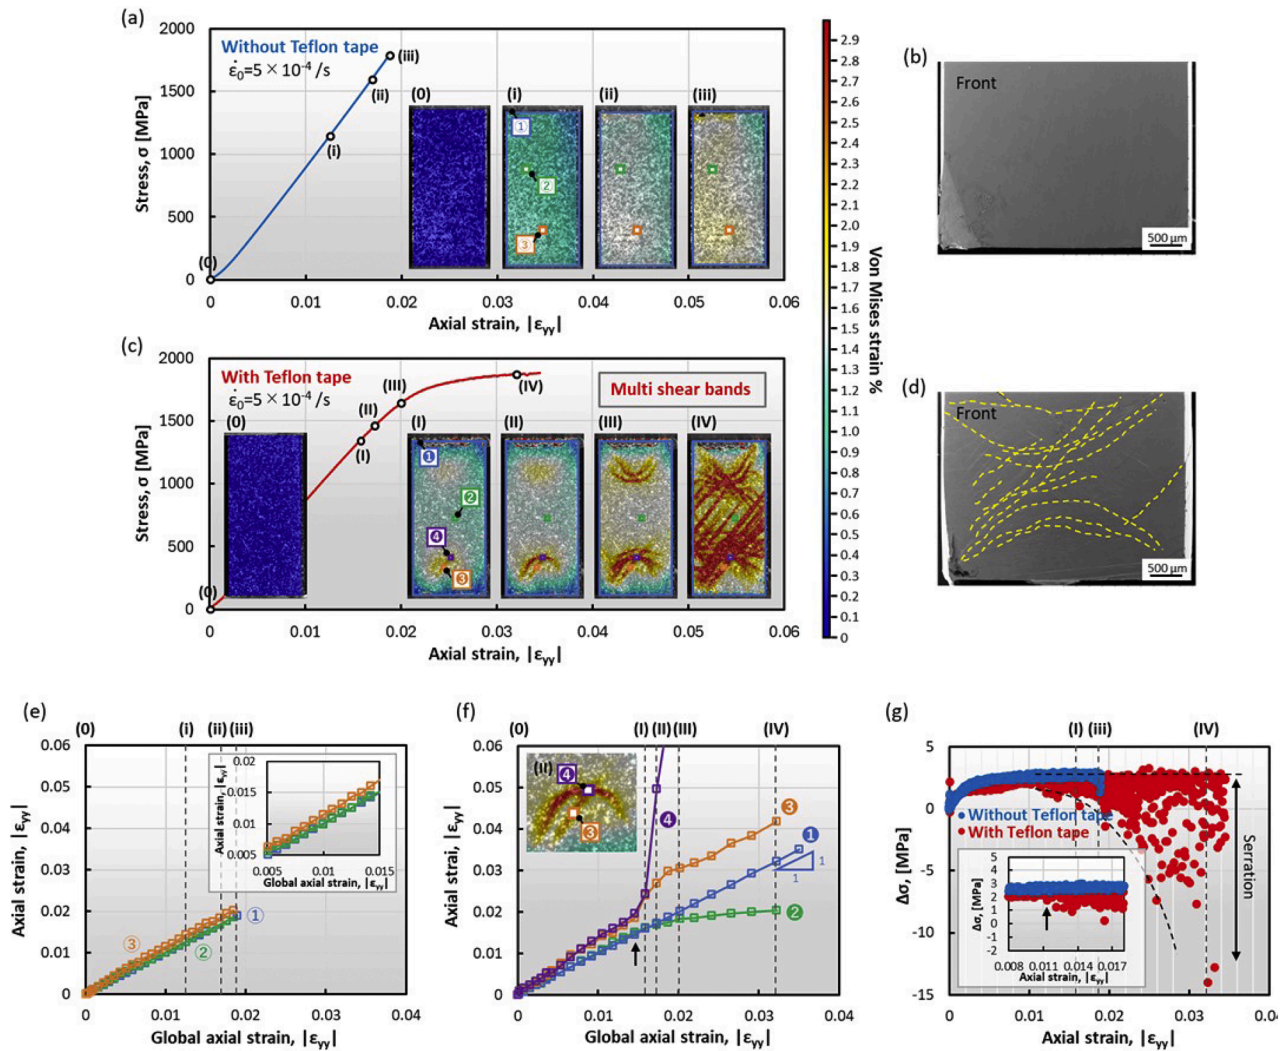 (a)
2000
1500
1000
500
0
Stress, σ [MPa]
Without Teflon tape
ε̇₀=5×10⁻⁴/s
(0)
(i)
(ii)
(iii)
(0)
(i)
(ii)
(iii)
①
②
③
0
0.01
0.02
0.03
0.04
0.05
0.06
Axial strain, |εyy|
2.9
2.8
2.7
2.6
2.5
2.4
2.3
2.2
2.1
2.0
1.9
1.8
1.7
1.6
1.5
1.4
1.3
1.2
1.1
1.0
0.9
0.8
0.7
0.6
0.5
0.4
0.3
0.2
0.1
0
Von Mises strain %
(b)
Front
500 μm
(c)
2000
1500
1000
500
0
Stress, σ [MPa]
With Teflon tape
ε̇₀=5×10⁻⁴/s
(0)
(0)
(I)
(II)
(III)
(IV)
Multi shear bands
(I)
(II)
(III)
(IV)
❶
❷
❹
❸
0
0.01
0.02
0.03
0.04
0.05
0.06
Axial strain, |εyy|
(d)
Front
500 μm
(e)
(0)
(i)
(ii)
(iii)
0.06
0.05
0.04
0.03
0.02
0.01
0
Axial strain, |εyy|
0.02
0.015
0.01
0.005
Axial strain, |εyy|
0.005
0.01
0.015
Global axial strain, |εyy|
③
②
①
0
0.01
0.02
0.03
0.04
Global axial strain, |εyy|
(f)
(0)
(I)
(II)
(III)
(IV)
0.06
0.05
0.04
0.03
0.02
0.01
0
Axial strai, |εyy|
(II)
❹
❸
❹
❸
❶
1
1
❷
0
0.01
0.02
0.03
0.04
Global axial strain, |εyy|
(g)
(I)
(iii)
(IV)
5
0
-5
-10
-15
Δσ, [MPa]
Without Teflon tape
With Teflon tape
Serration
5
4
3
2
1
0
-1
-2
Δσ, [MPa]
0.008
0.011
0.014
0.017
Axial strain, |εyy|
0
0.01
0.02
0.03
0.04
Axial strain, |εyy|